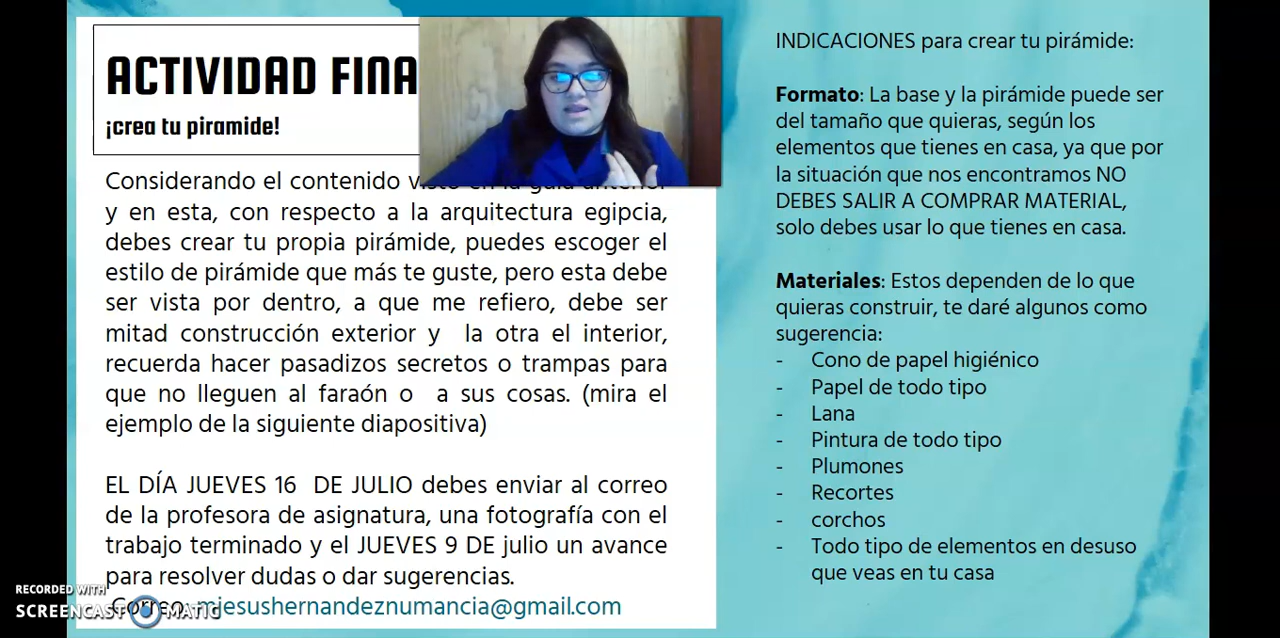 ACTIVIDAD FINA
¡crea tu piramide!
Considerando el contenido visto en la guía anterior
y en esta, con respecto a la arquitectura egipcia,
debes crear tu propia pirámide, puedes escoger el
estilo de pirámide que más te guste, pero esta debe
ser vista por dentro, a que me refiero, debe ser
mitad construcción exterior y la otra el interior,
recuerda hacer pasadizos secretos o trampas para
que no lleguen al faraón o a sus cosas. (mira el
ejemplo de la siguiente diapositiva)
EL DÍA JUEVES 16 DE JULIO debes enviar al correo
de la profesora de asignatura, una fotografía con el
trabajo terminado y el JUEVES 9 DE julio un avance
para resolver dudas o dar sugerencias.
Correo: mjesushernandeznumancia@gmail.com
RECORDED WITH
SCREENCAST MATIC
INDICACIONES para crear tu pirámide:
Formato: La base y la pirámide puede ser
del tamaño que quieras, según los
elementos que tienes en casa, ya que por
la situación que nos encontramos NO
DEBES SALIR A COMPRAR MATERIAL,
solo debes usar lo que tienes en casa.
Materiales: Estos dependen de lo que
quieras construir, te daré algunos como
sugerencia:
- Cono de papel higiénico
- Papel de todo tipo
- Lana
- Pintura de todo tipo
- Plumones
- Recortes
- corchos
- Todo tipo de elementos en desuso
que veas en tu casa